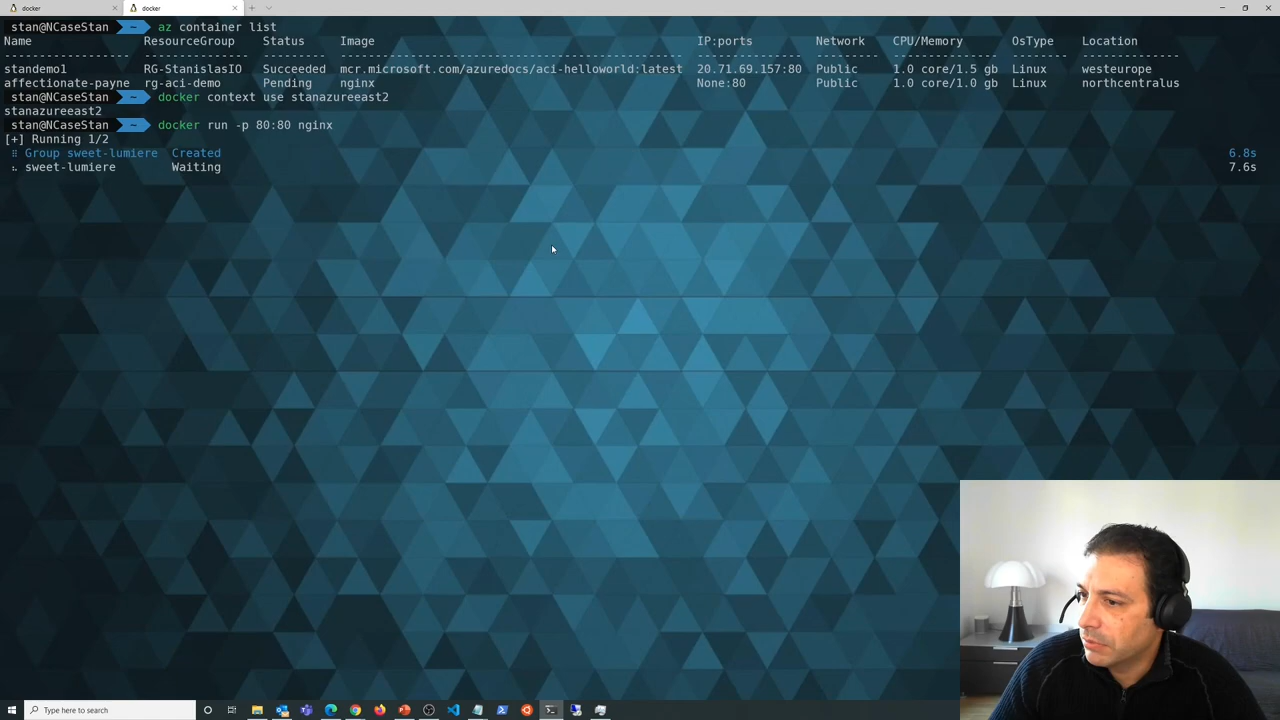 docker
docker
stan@NCaseStan ~ az container list
Name ResourceGroup Status Image IP:ports Network CPU/Memory OsType Location
standemo1 RG-StanislasIO Succeeded mcr.microsoft.com/azuredocs/aci-helloworld:latest 20.71.69.157:80 Public 1.0 core/1.5 gb Linux westeurope
affectionate-payne rg-aci-demo Pending nginx None:80 Public 1.0 core/1.0 gb Linux northcentralus
stan@NCaseStan ~ docker context use stanazureeast2
stanazureeast2
stan@NCaseStan ~ docker run -p 80:80 nginx
[+] Running 1/2
Group sweet-lumiere Created 6.8s
sweet-lumiere Waiting 7.6s
Type here to search